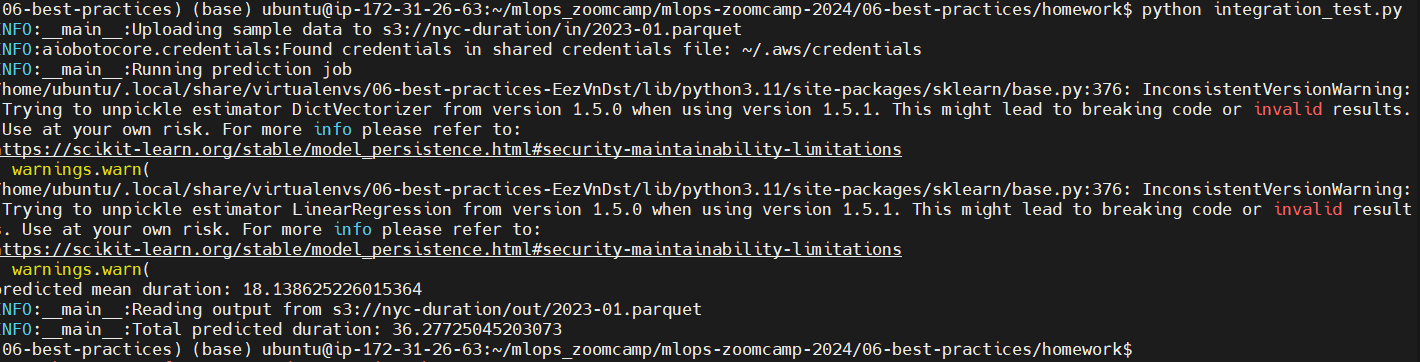 06-best-practices) (base) ubuntu@ip-172-31-26-63:~/mlops_zoomcamp/mlops-zoomcamp-2024/06-best-practices/homework$ python integration_test.py
NFO:__main__:Uploading sample data to s3://nyc-duration/in/2023-01.parquet
NFO:aiobotocore.credentials:Found credentials in shared credentials file: ~/.aws/credentials
NFO:__main__:Running prediction job
home/ubuntu/.local/share/virtualenvs/06-best-practices-EezVnDst/lib/python3.11/site-packages/sklearn/base.py:376: InconsistentVersionWarning:
Trying to unpickle estimator DictVectorizer from version 1.5.0 when using version 1.5.1. This might lead to breaking code or invalid results.
Use at your own risk. For more info please refer to:
https://scikit-learn.org/stable/model_persistence.html#security-maintainability-limitations
warnings.warn(
home/ubuntu/.local/share/virtualenvs/06-best-practices-EezVnDst/lib/python3.11/site-packages/sklearn/base.py:376: InconsistentVersionWarning:
Trying to unpickle estimator LinearRegression from version 1.5.0 when using version 1.5.1. This might lead to breaking code or invalid result
s. Use at your own risk. For more info please refer to:
https://scikit-learn.org/stable/model_persistence.html#security-maintainability-limitations
warnings.warn(
predicted mean duration: 18.138625226015364
NFO:__main__:Reading output from s3://nyc-duration/out/2023-01.parquet
NFO:__main__:Total predicted duration: 36.27725045203073
06-best-practices) (base) ubuntu@ip-172-31-26-63:~/mlops_zoomcamp/mlops-zoomcamp-2024/06-best-practices/homework$